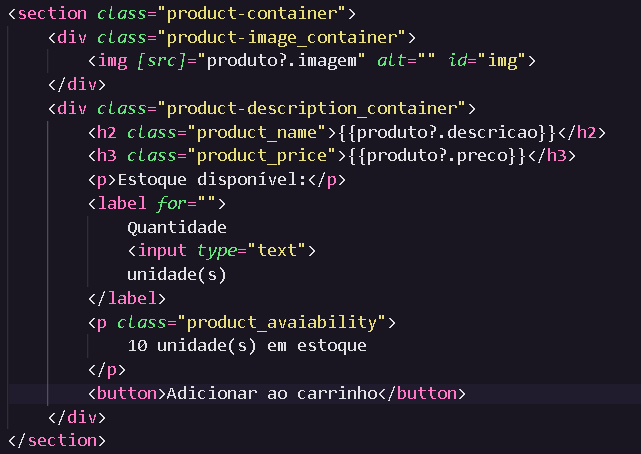 <section class="product-container">
<div class="product-image_container">
<img [src]="produto?.imagem" alt="" id="img">
</div>
<div class="product-description_container">
<h2 class="product_name">{{produto?.descricao}}</h2>
<h3 class="product_price">{{produto?.preco}}</h3>
<p>Estoque disponível:</p>
<label for="">
Quantidade
<input type="text">
unidade(s)
</label>
<p class="product_avaiability">
10 unidade(s) em estoque
</p>
<button>Adicionar ao carrinho</button>
</div>
</section>